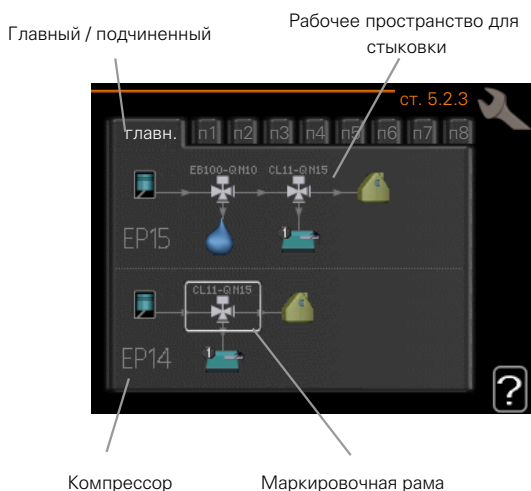 Главный / подчиненный
Рабочее пространство для
стыковки
ст. 5.2.3
главн. п1 п2 п3 п4 п5 п6 п7 п8
EB100-QN10 CL11-QN15
EP15
1
CL11-QN15
EP14
1
?
Компрессор
Маркировочная рама